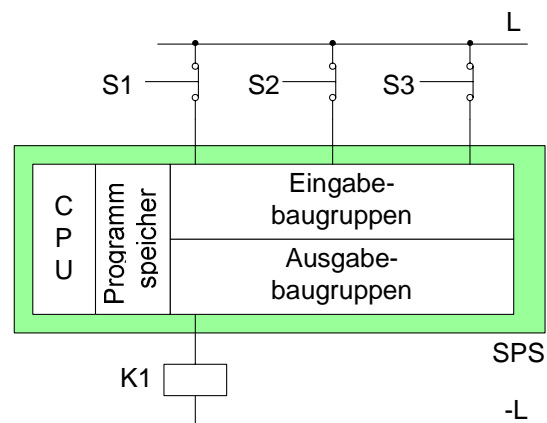 L
S1
S2
S3
C
P
U
Programm
speicher
Eingabe-
baugruppen
Ausgabe-
baugruppen
SPS
K1
-L